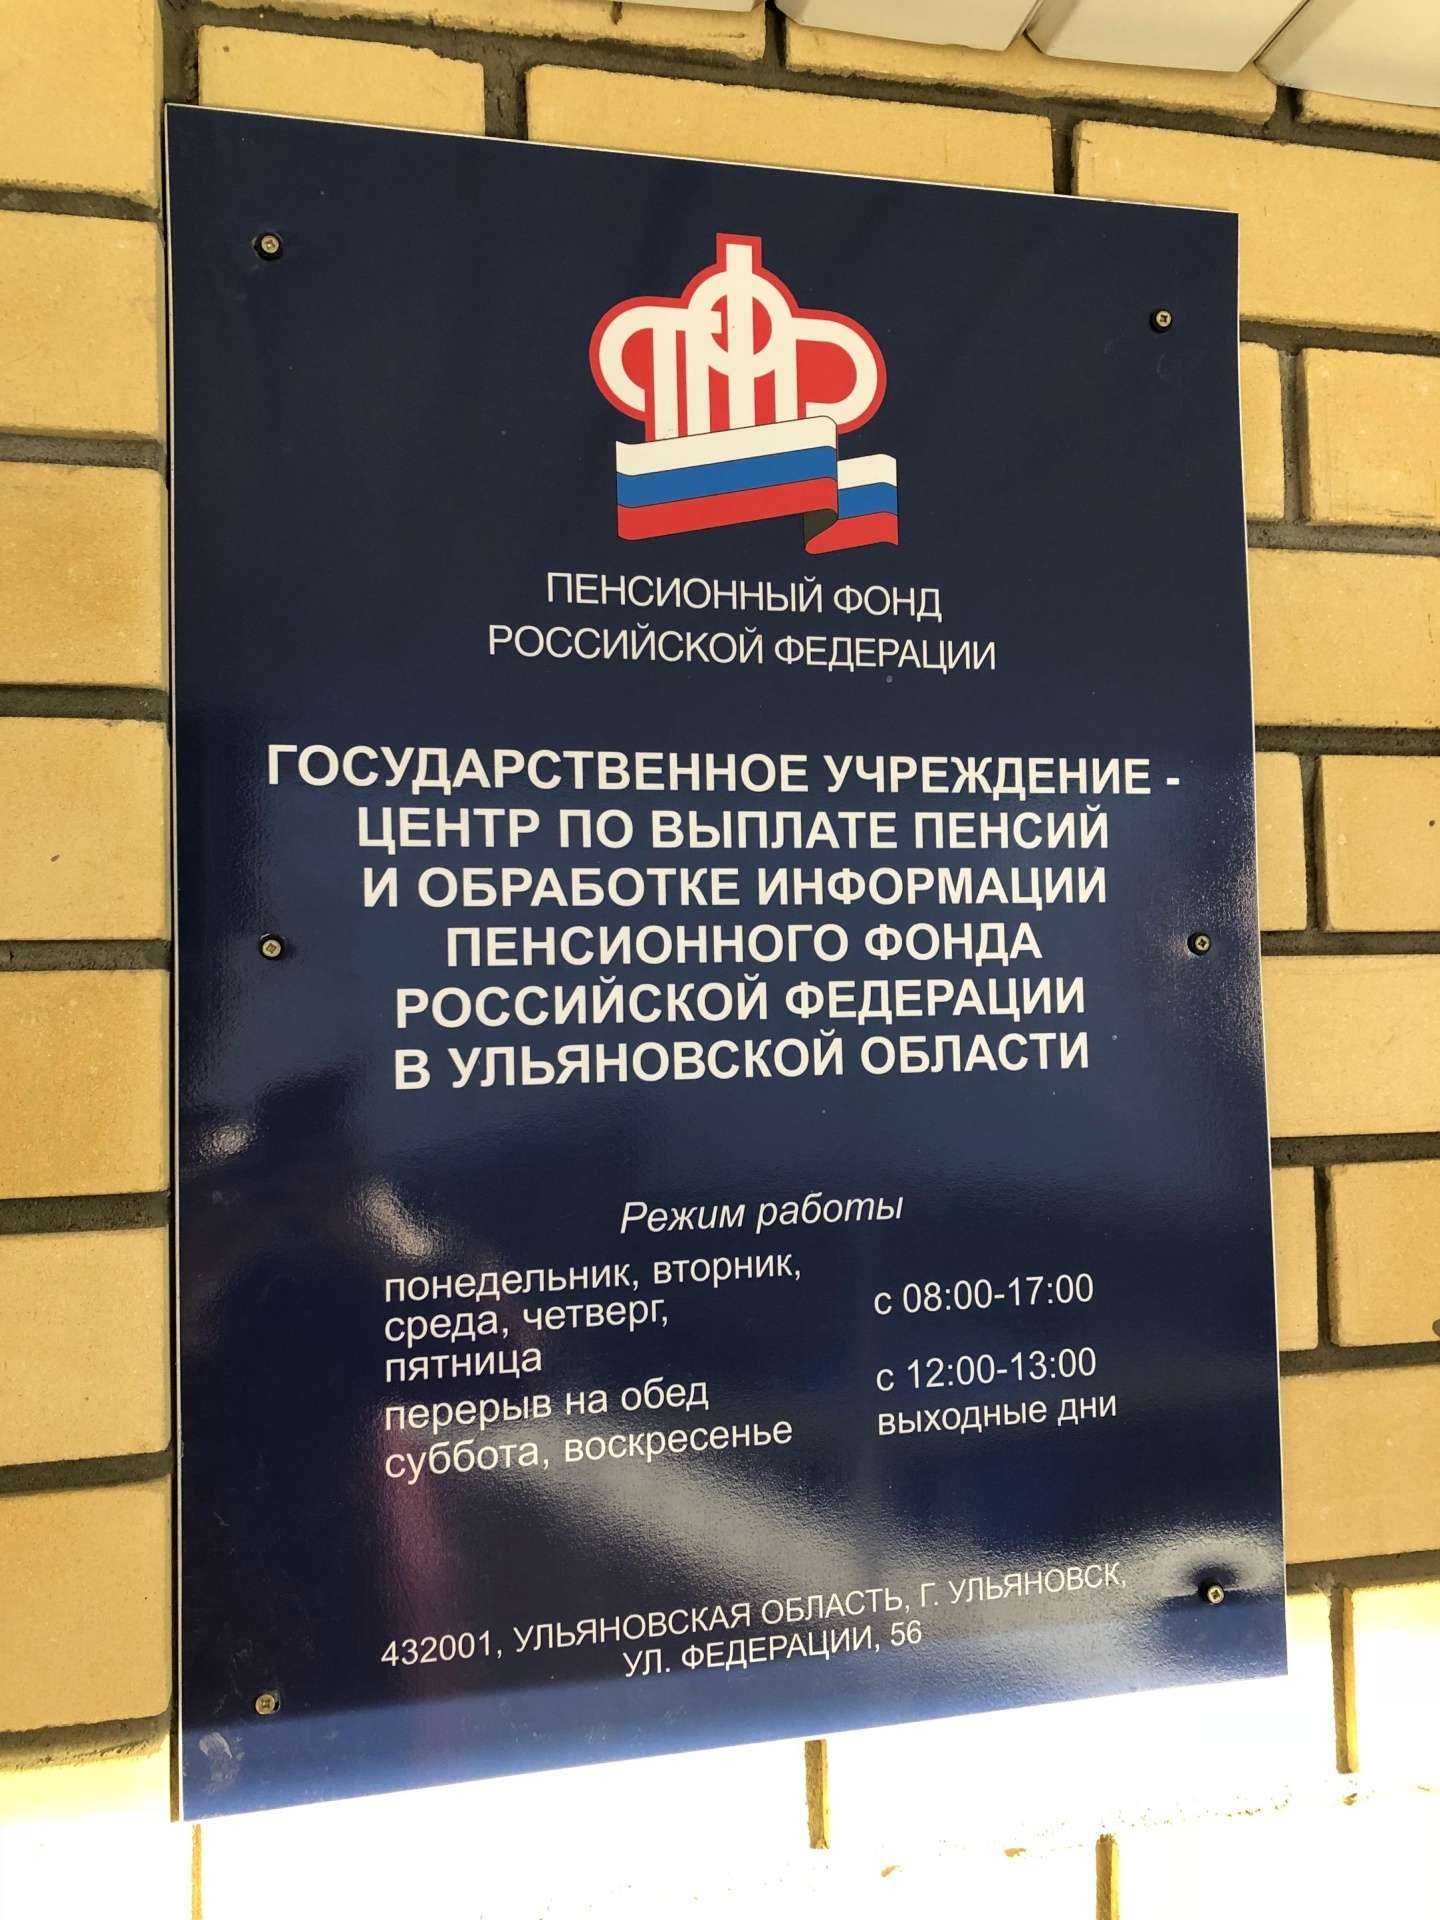 ПФР
ПЕНСИОННЫЙ ФОНД
РОССИЙСКОЙ ФЕДЕРАЦИИ
ГОСУДАРСТВЕННОЕ УЧРЕЖДЕНИЕ -
ЦЕНТР ПО ВЫПЛАТЕ ПЕНСИЙ
И ОБРАБОТКЕ ИНФОРМАЦИИ
ПЕНСИОННОГО ФОНДА
РОССИЙСКОЙ ФЕДЕРАЦИИ
В УЛЬЯНОВСКОЙ ОБЛАСТИ
Режим работы
понедельник, вторник,
среда, четверг, с 08:00-17:00
пятница
перерыв на обед с 12:00-13:00
суббота, воскресенье выходные дни
432001, УЛЬЯНОВСКАЯ ОБЛАСТЬ, Г. УЛЬЯНОВСК,
УЛ. ФЕДЕРАЦИИ, 56